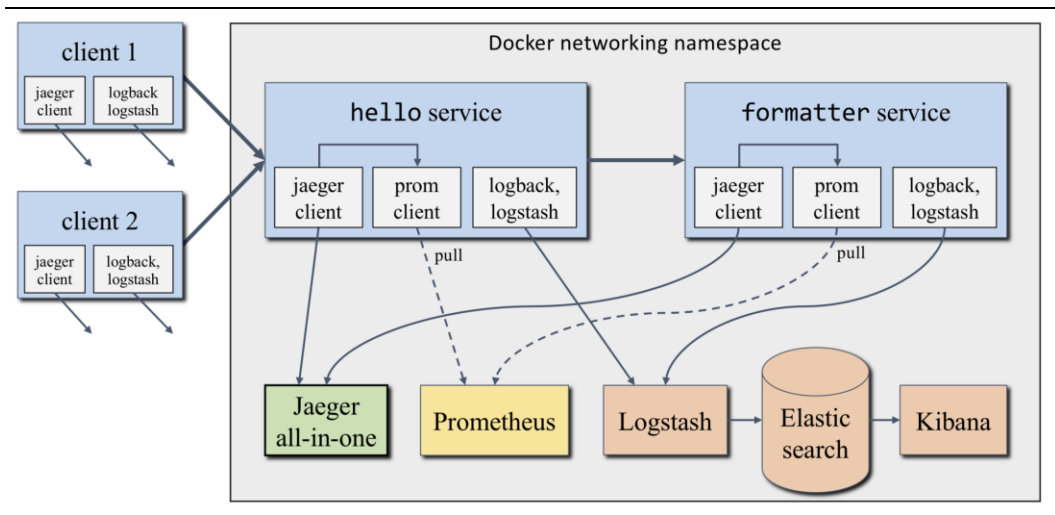 client 1
jaeger
client
logback
logstash
client 2
jaeger
client
logback,
logstash
Docker networking namespace
hello service
jaeger
client
prom
client
logback,
logstash
formatter service
jaeger
client
prom
client
logback,
logstash
pull
pull
Jaeger
all-in-one
Prometheus
Logstash
Elastic
search
Kibana